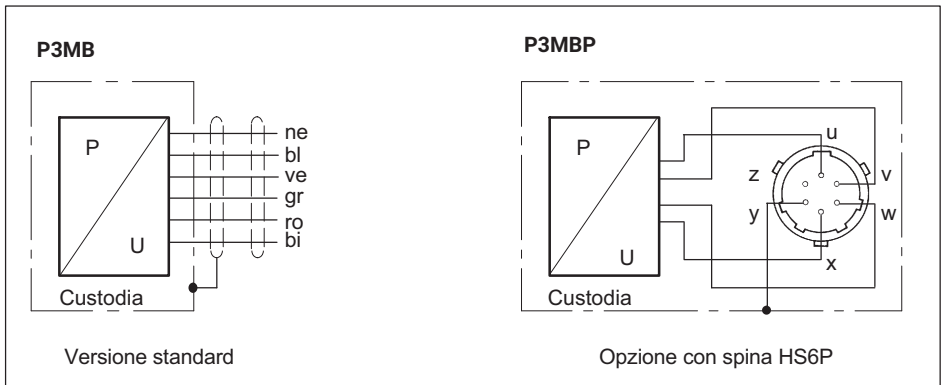 P3MB
P
U
ne
bl
ve
gr
ro
bi
Custodia
Versione standard
P3MBP
P
U
u
z
v
y
w
x
Custodia
Opzione con spina HS6P